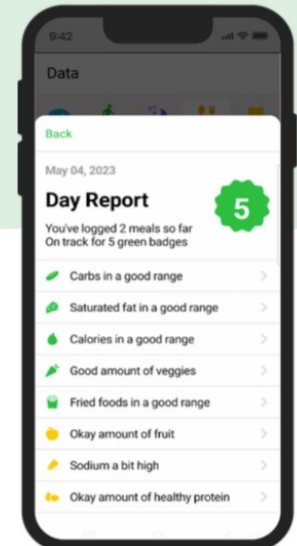 9:42
Data
Back
May 04, 2023
Day Report
5
You've logged 2 meals so far
On track for 5 green badges
Carbs in a good range
Saturated fat in a good range
Calories in a good range
Good amount of veggies
Fried foods in a good range
Okay amount of fruit
Sodium a bit high
Okay amount of healthy protein